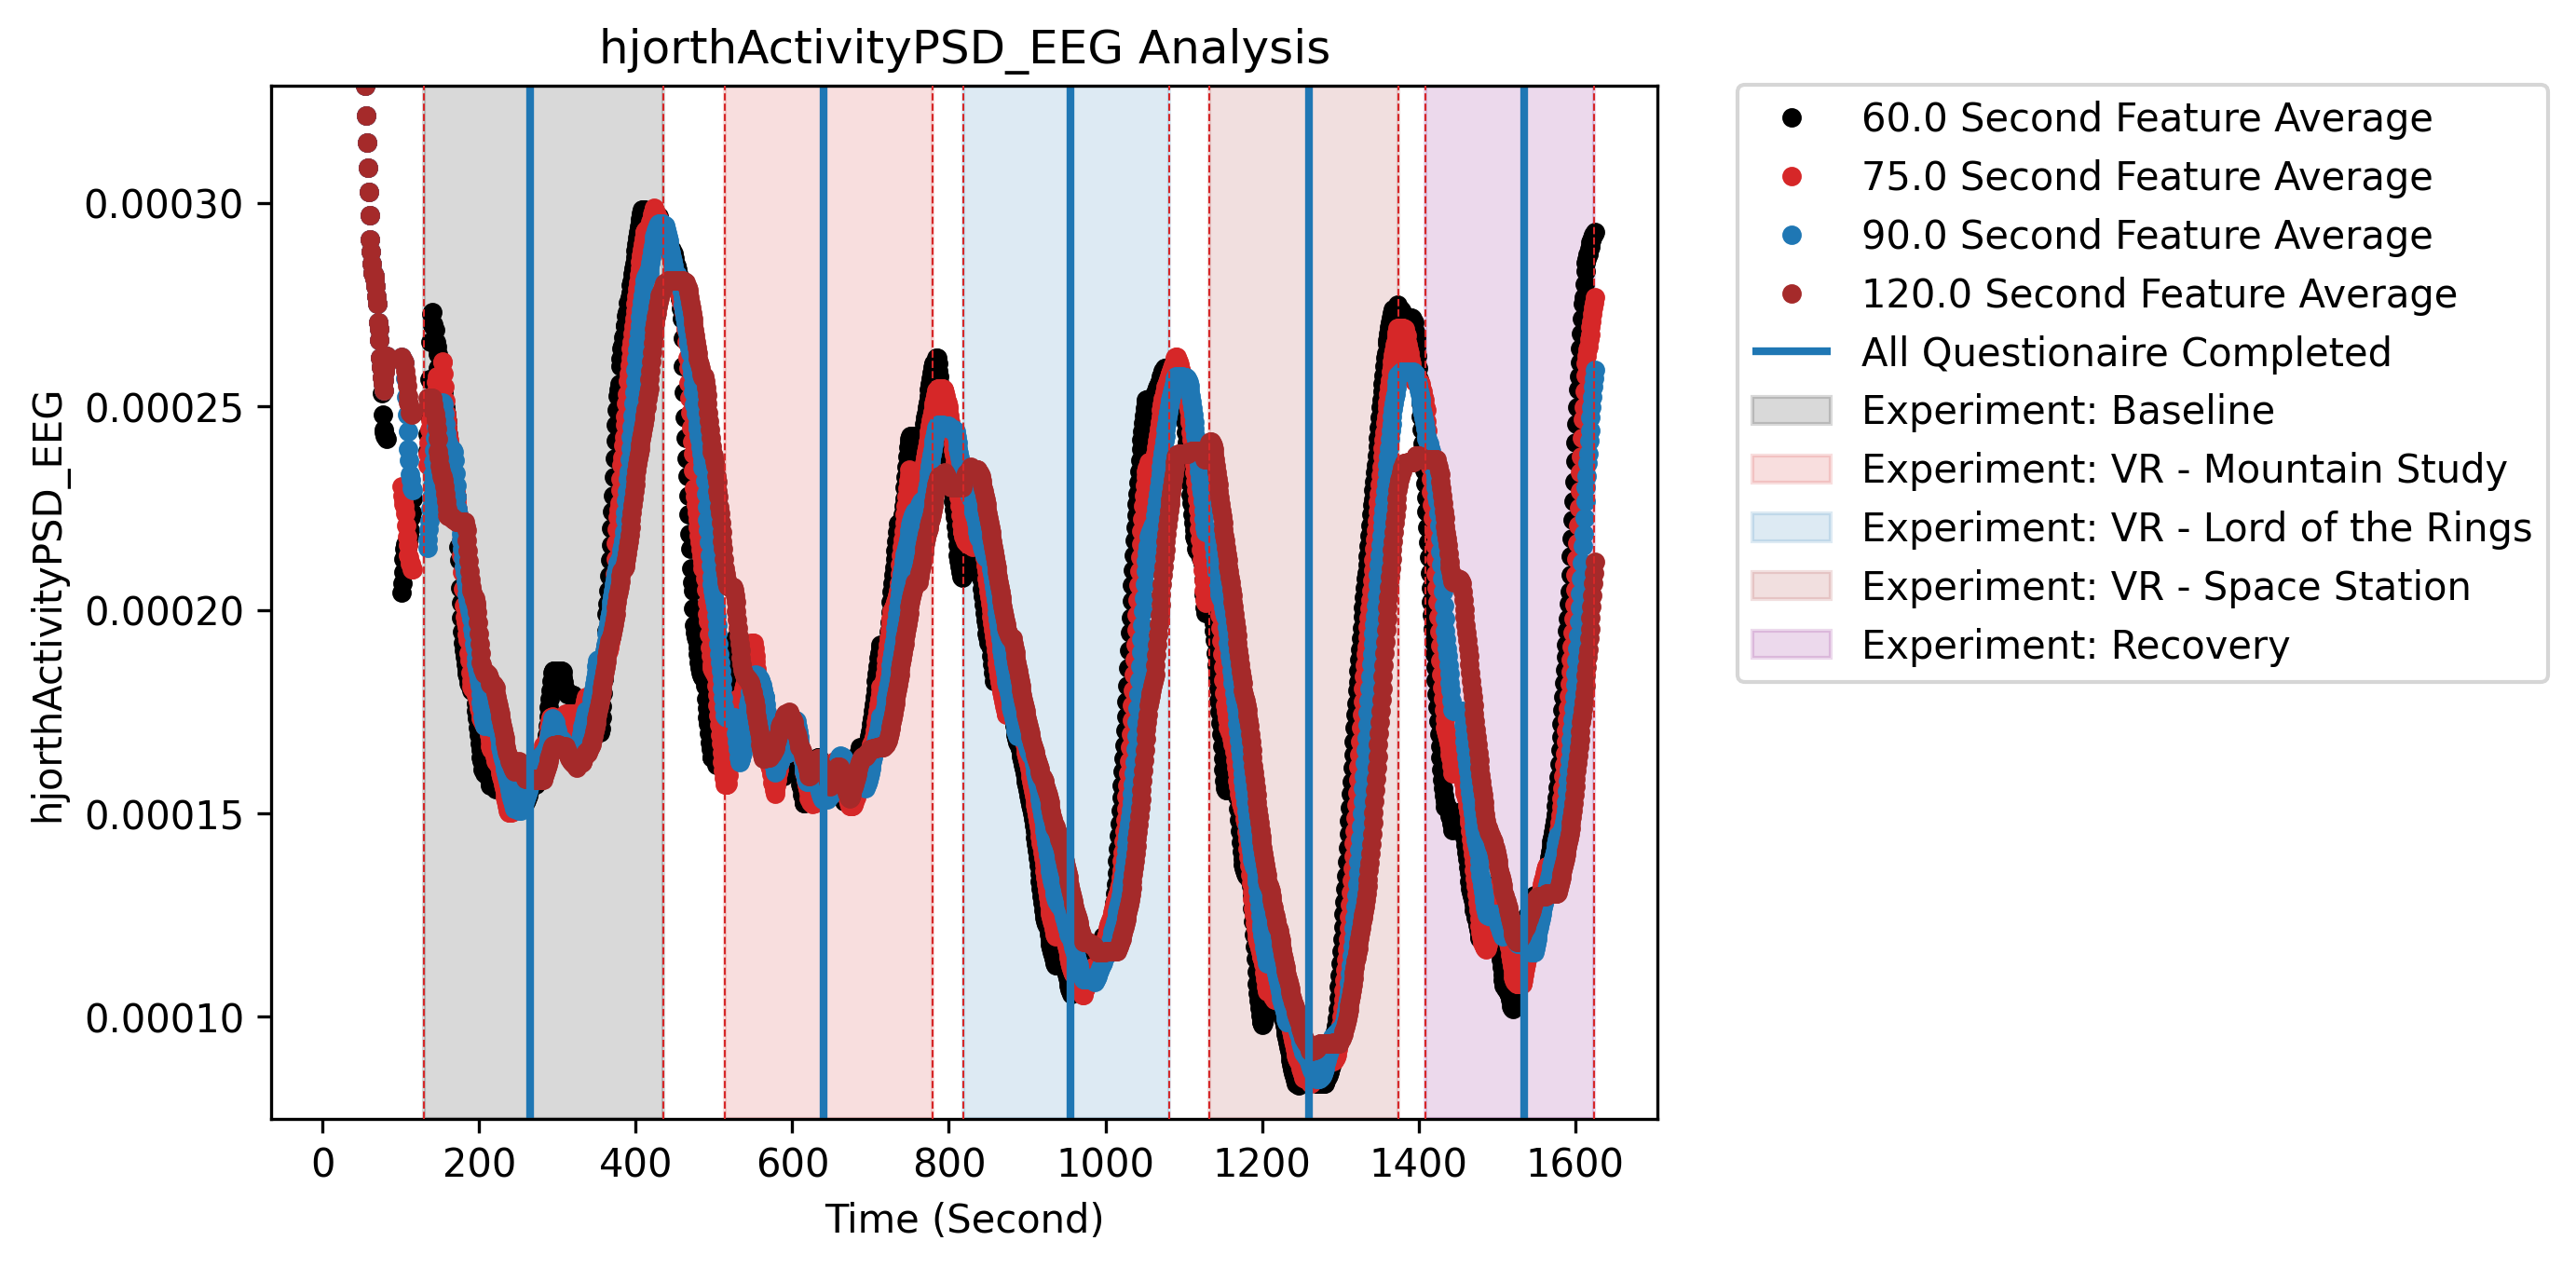 hjorthActivityPSD_EEG Analysis
hjorthActivityPSD_EEG
0.00030
0.00025
0.00020
0.00015
0.00010
0 200 400 600 800 1000 1200 1400 1600
Time (Second)
60.0 Second Feature Average
75.0 Second Feature Average
90.0 Second Feature Average
120.0 Second Feature Average
All Questionaire Completed
Experiment: Baseline
Experiment: VR - Mountain Study
Experiment: VR - Lord of the Rings
Experiment: VR - Space Station
Experiment: Recovery